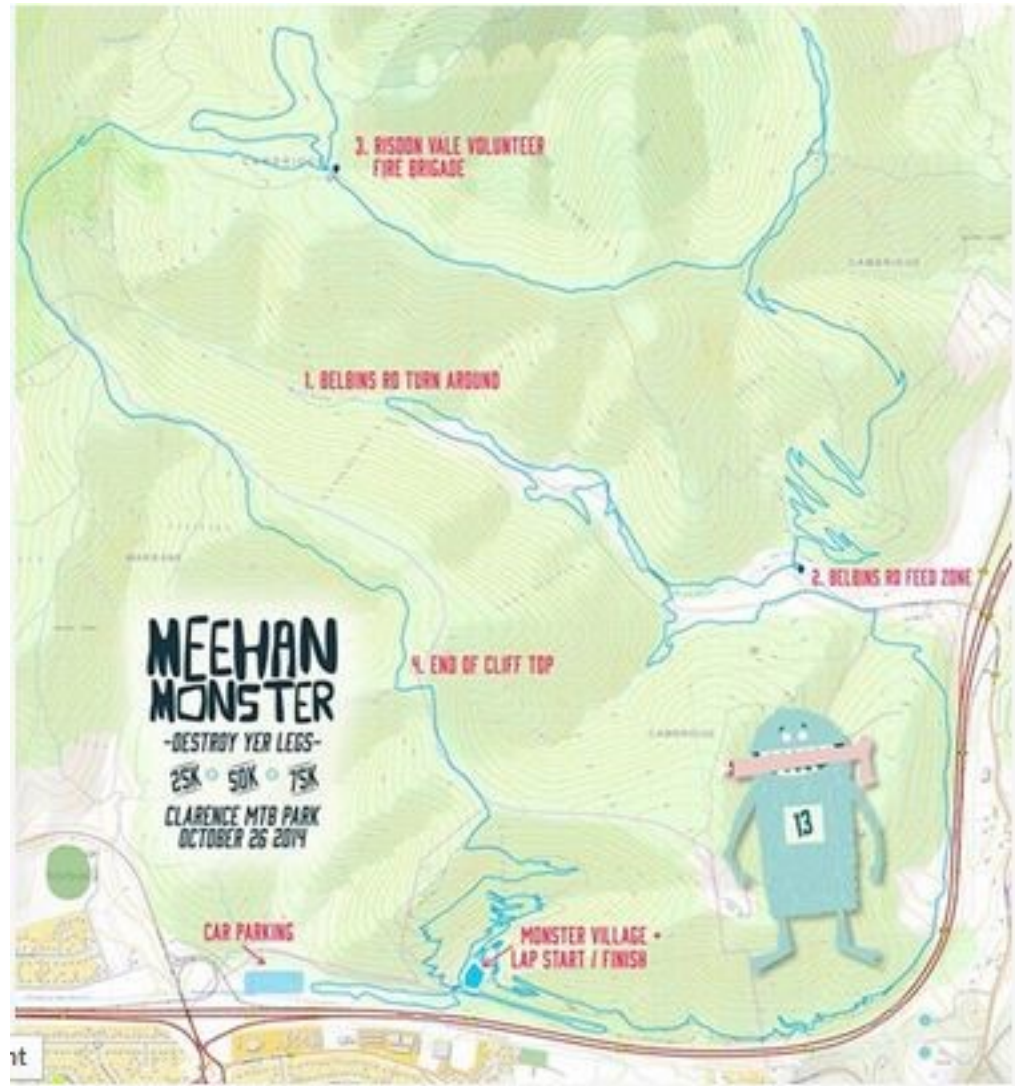 3. RISDON VALE VOLUNTEER
FIRE BRIGADE
CAMBRIDGE
1. BELBINS RD TURN AROUND
2. BELBINS RD FEED ZONE
MEEHAN
MONSTER
-DESTROY YER LEGS-
25K 50K 75K
CLARENCE MTB PARK
OCTOBER 26 2014
4. END OF CLIFF TOP
CAMBRIDGE
13
CAR PARKING
MONSTER VILLAGE +
LAP START / FINISH
nt